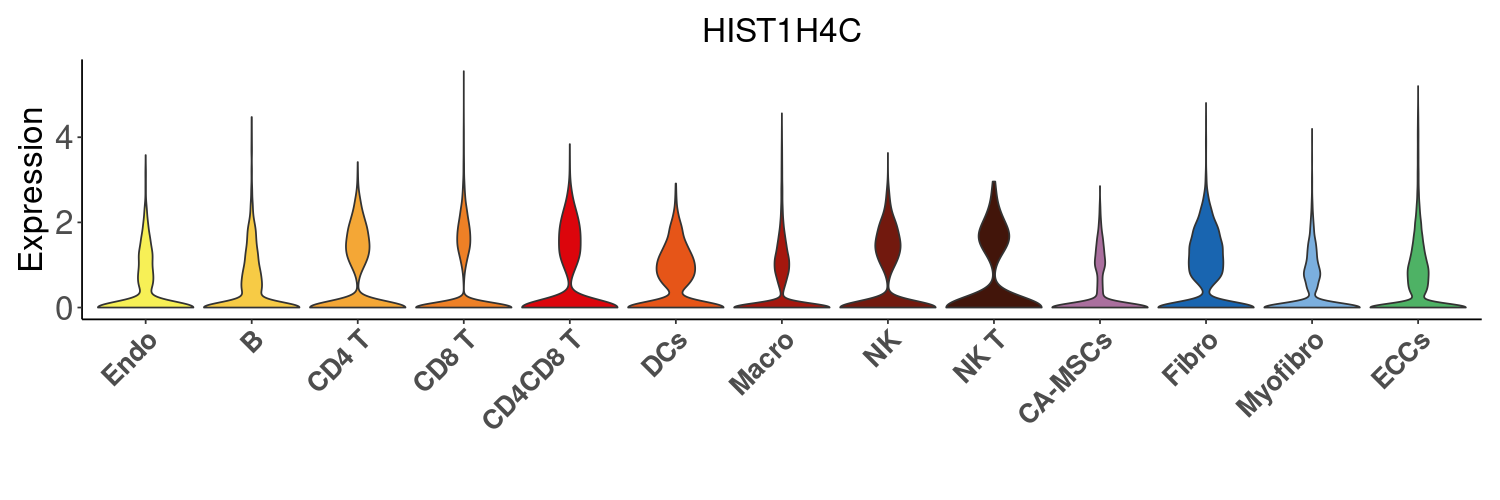 HIST1H4C
Expression
4
2
0
Endo
B
CD4 T
CD8 T
CD4CD8 T
DCs
Macro
NK
NK T
CA-MSCs
Fibro
Myofibro
ECCs